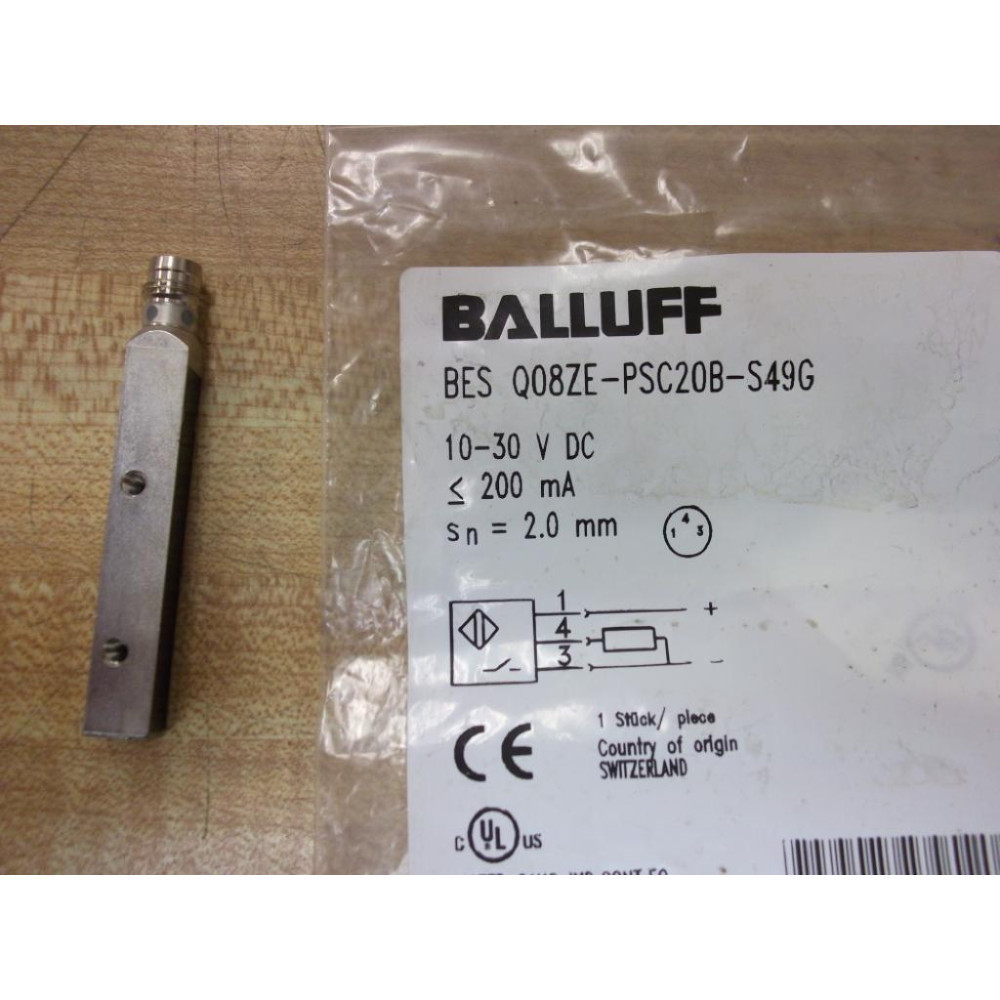 BALLUFF
BES Q08ZE-PSC20B-S49G
10-30 V DC
≤ 200 mA
sn = 2.0 mm
1 4 3
1 +
4
3 -
1 Stück/ piece
Country of origin
SWITZERLAND
CE
C UL US